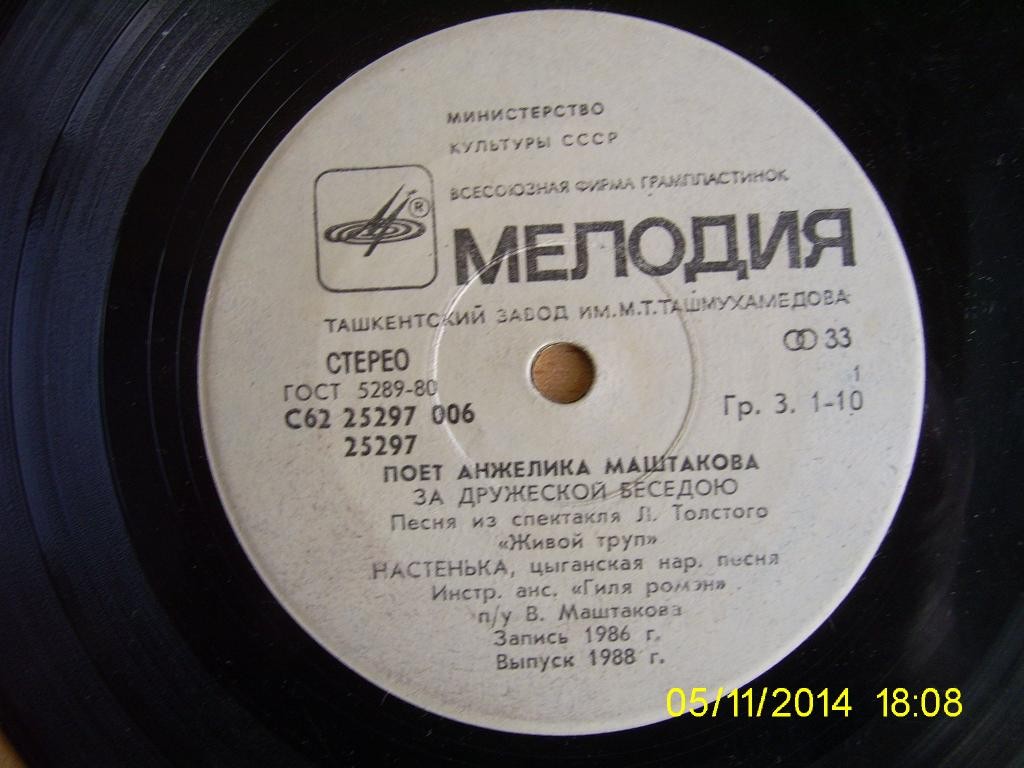 МИНИСТЕРСТВО
КУЛЬТУРЫ СССР
ВСЕСОЮЗНАЯ ФИРМА ГРАМПЛАСТИНОК
®
МЕЛОДИЯ
ТАШКЕНТСКИЙ ЗАВОД ИМ.М.Т.ТАШМУХАМЕДОВА
СТЕРЕО
33
ГОСТ 5289-80
1
С62 25297 006
Гр. 3. 1-10
25297
ПОЕТ АНЖЕЛИКА МАШТАКОВА
ЗА ДРУЖЕСКОЙ БЕСЕДОЮ
Песня из спектакля Л. Толстого
«Живой труп»
НАСТЕНЬКА, цыганская нар. песня
Инстр. анс. «Гиля ромэн»
п/у В. Маштакова
Запись 1986 г.
Выпуск 1988 г.
05/11/2014 18:08